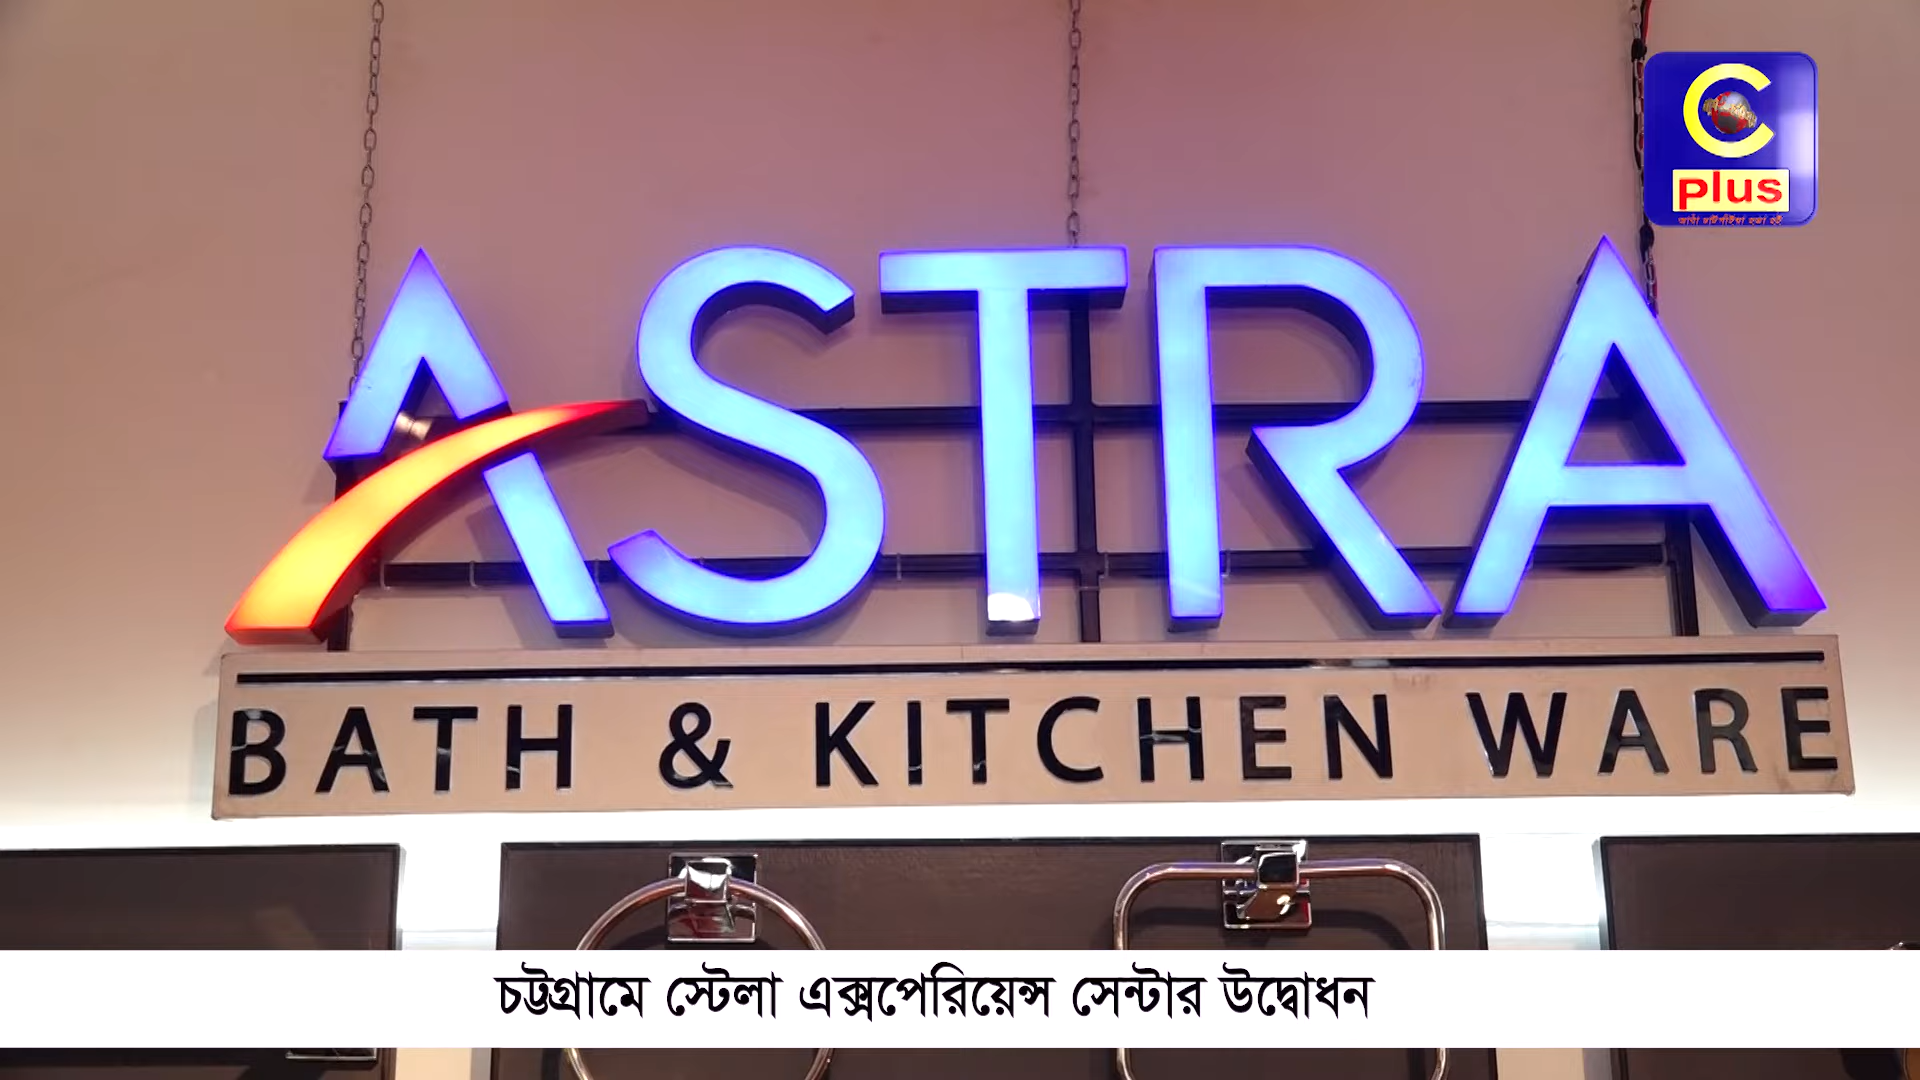 C
plus
ASTRA
BATH & KITCHEN WARE
চট্টগ্রামে স্টেলা এক্সপেরিয়েন্স সেন্টার উদ্বোধন